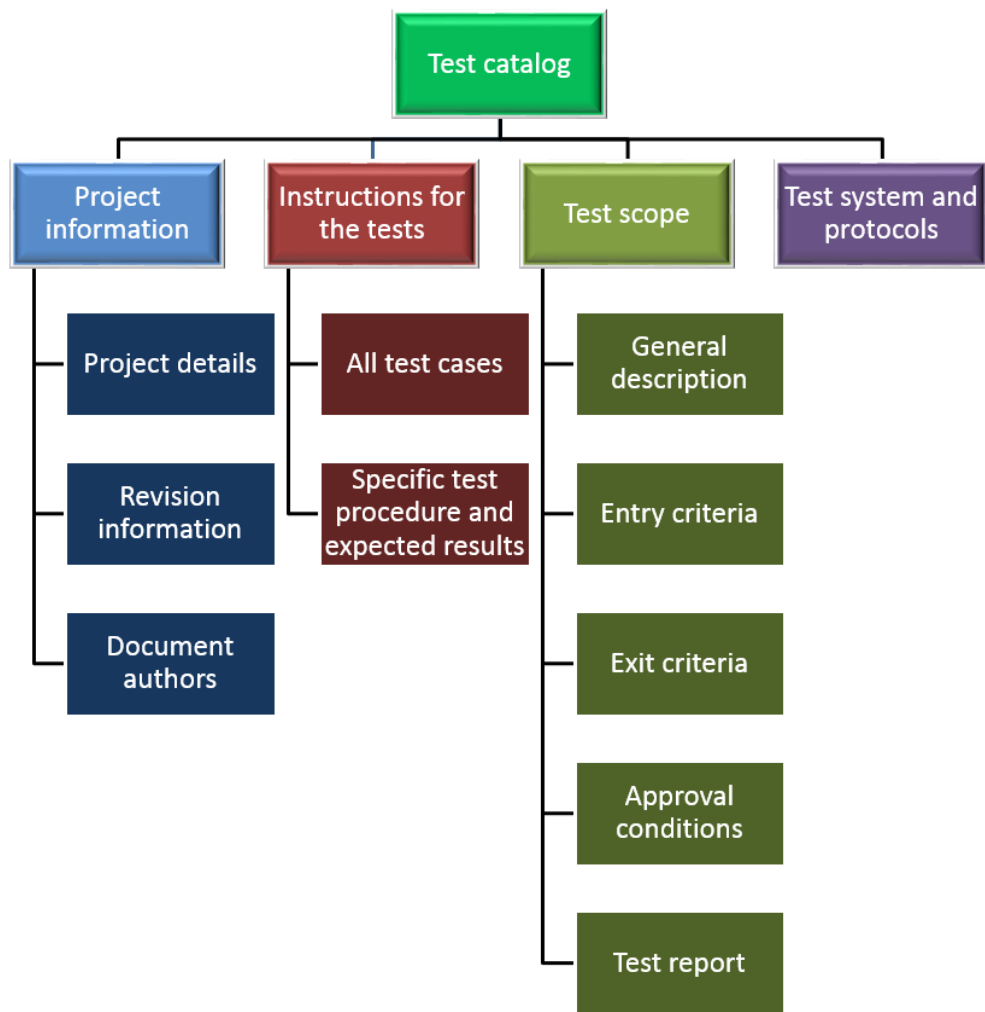 Test catalog
Project
information
Instructions for
the tests
Test scope
Test system and
protocols
Project details
Revision
information
Document
authors
All test cases
Specific test
procedure and
expected results
General
description
Entry criteria
Exit criteria
Approval
conditions
Test report